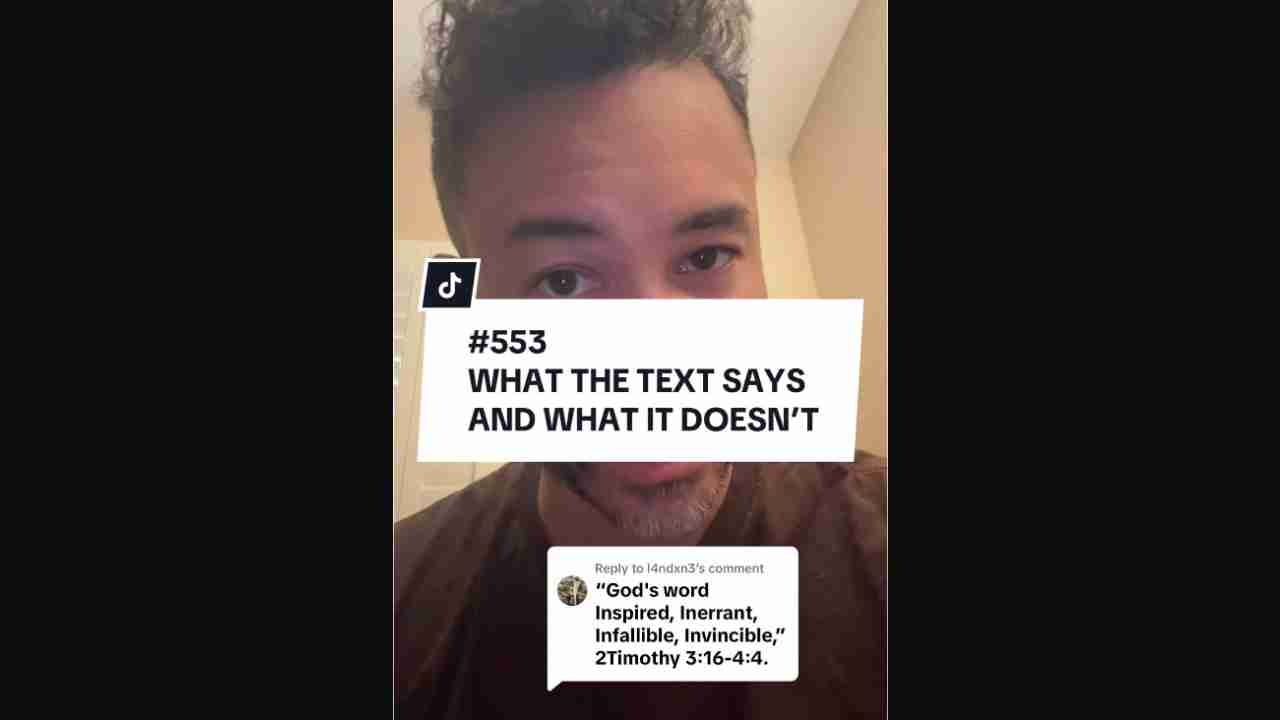 #553
WHAT THE TEXT SAYS
AND WHAT IT DOESN’T
Reply to l4ndxn3's comment
“God's word
Inspired, Inerrant,
Infallible, Invincible,”
2Timothy 3:16-4:4.